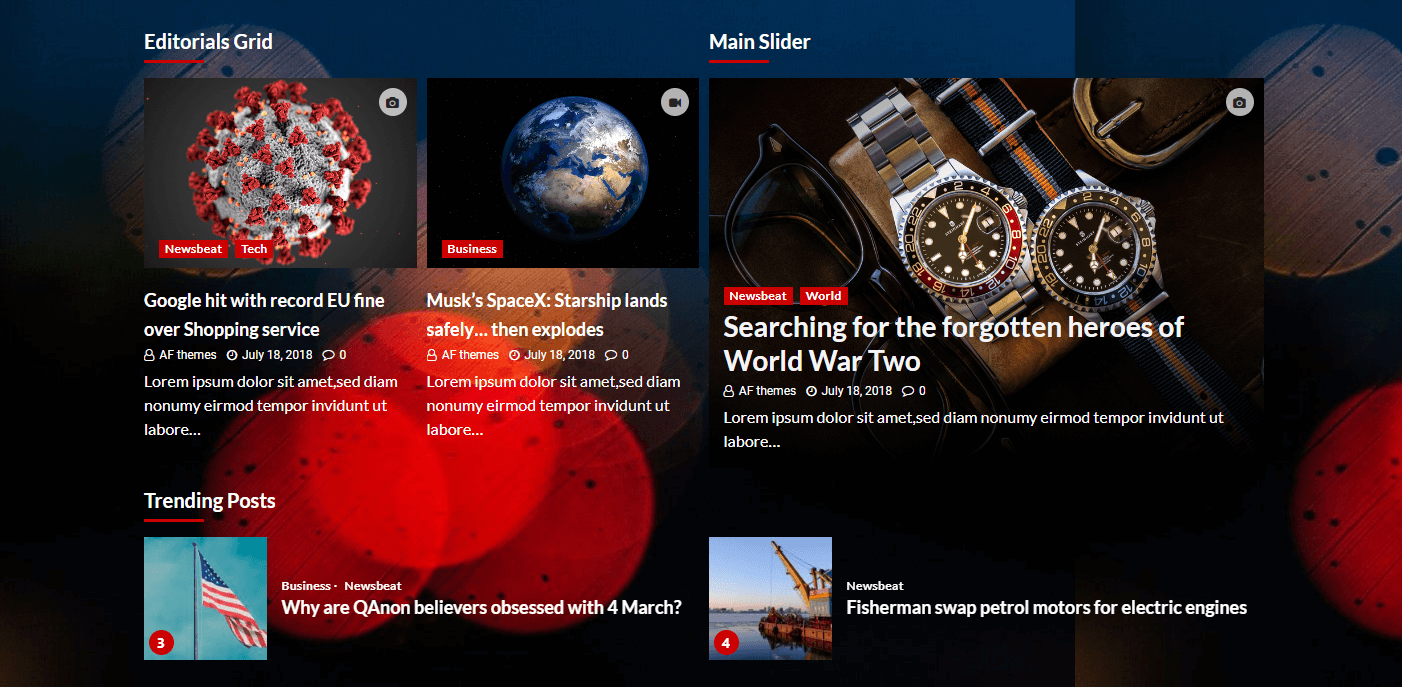 Editorials Grid
Newsbeat Tech
Google hit with record EU fine
over Shopping service
AF themes July 18, 2018 0
Lorem ipsum dolor sit amet,sed diam
nonumy eirmod tempor invidunt ut
labore...
Business
Musk’s SpaceX: Starship lands
safely… then explodes
AF themes July 18, 2018 0
Lorem ipsum dolor sit amet,sed diam
nonumy eirmod tempor invidunt ut
labore...
Main Slider
Newsbeat World
Searching for the forgotten heroes of
World War Two
AF themes July 18, 2018 0
Lorem ipsum dolor sit amet,sed diam nonumy eirmod tempor invidunt ut
labore...
Trending Posts
3
Business · Newsbeat
Why are QAnon believers obsessed with 4 March?
4
Newsbeat
Fisherman swap petrol motors for electric engines